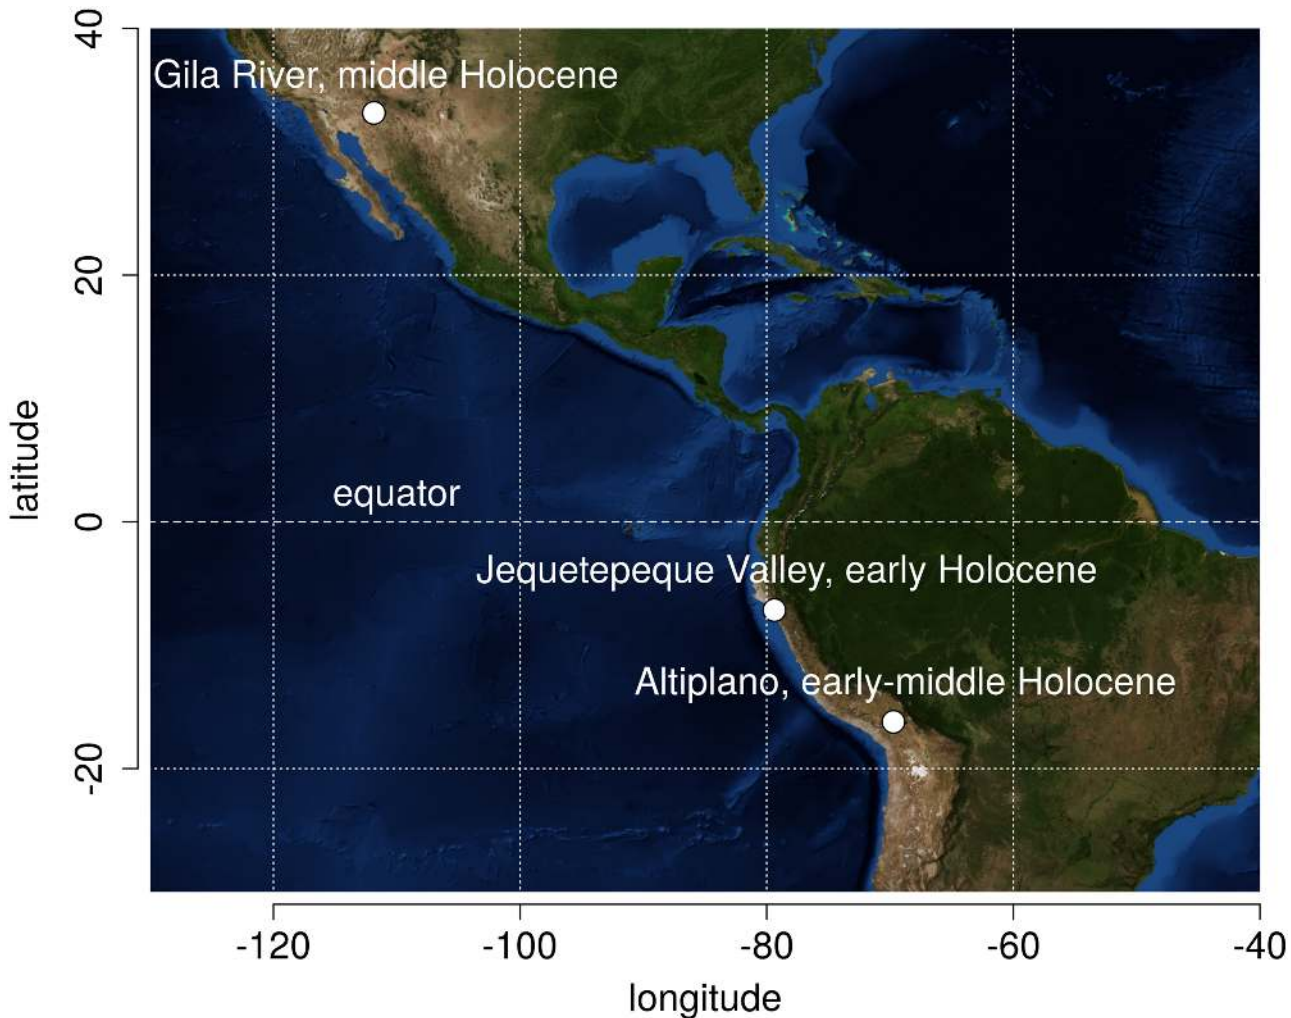 40
Gila River, middle Holocene
20
latitude
equator
0
Jequetepeque Valley, early Holocene
Altiplano, early-middle Holocene
-20
-120
-100
-80
-60
-40
longitude